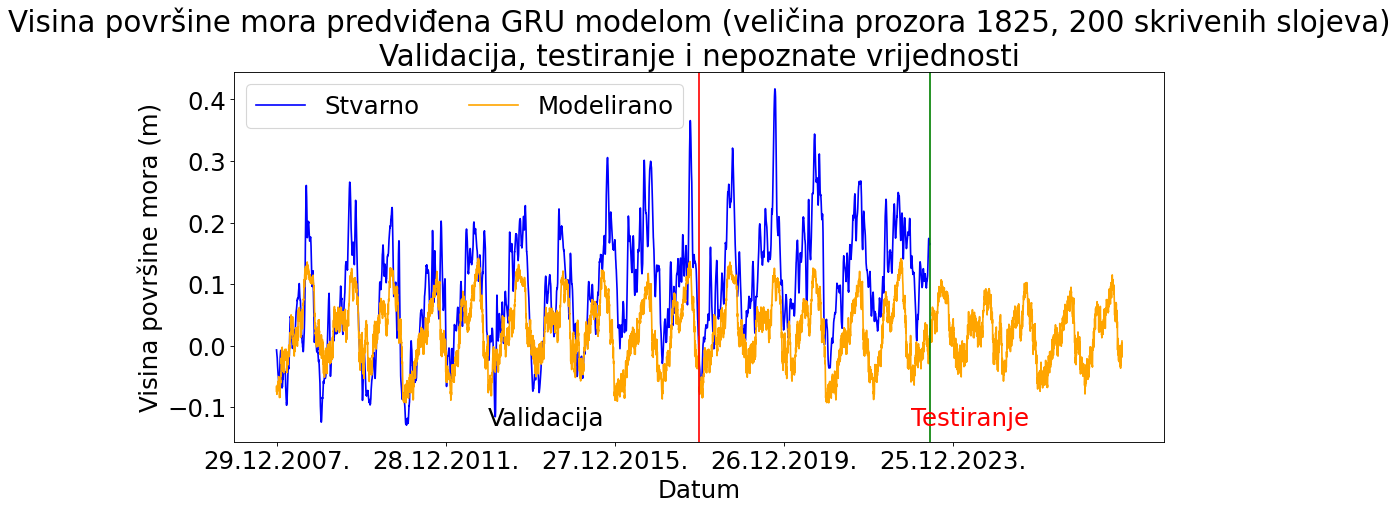 Visina površine mora predviđena GRU modelom (veličina prozora 1825, 200 skrivenih slojeva)
Validacija, testiranje i nepoznate vrijednosti
Stvarno Modelirano
Visina površine mora (m)
0.4
0.3
0.2
0.1
0.0
−0.1
Validacija Testiranje
29.12.2007. 28.12.2011. 27.12.2015. 26.12.2019. 25.12.2023.
Datum